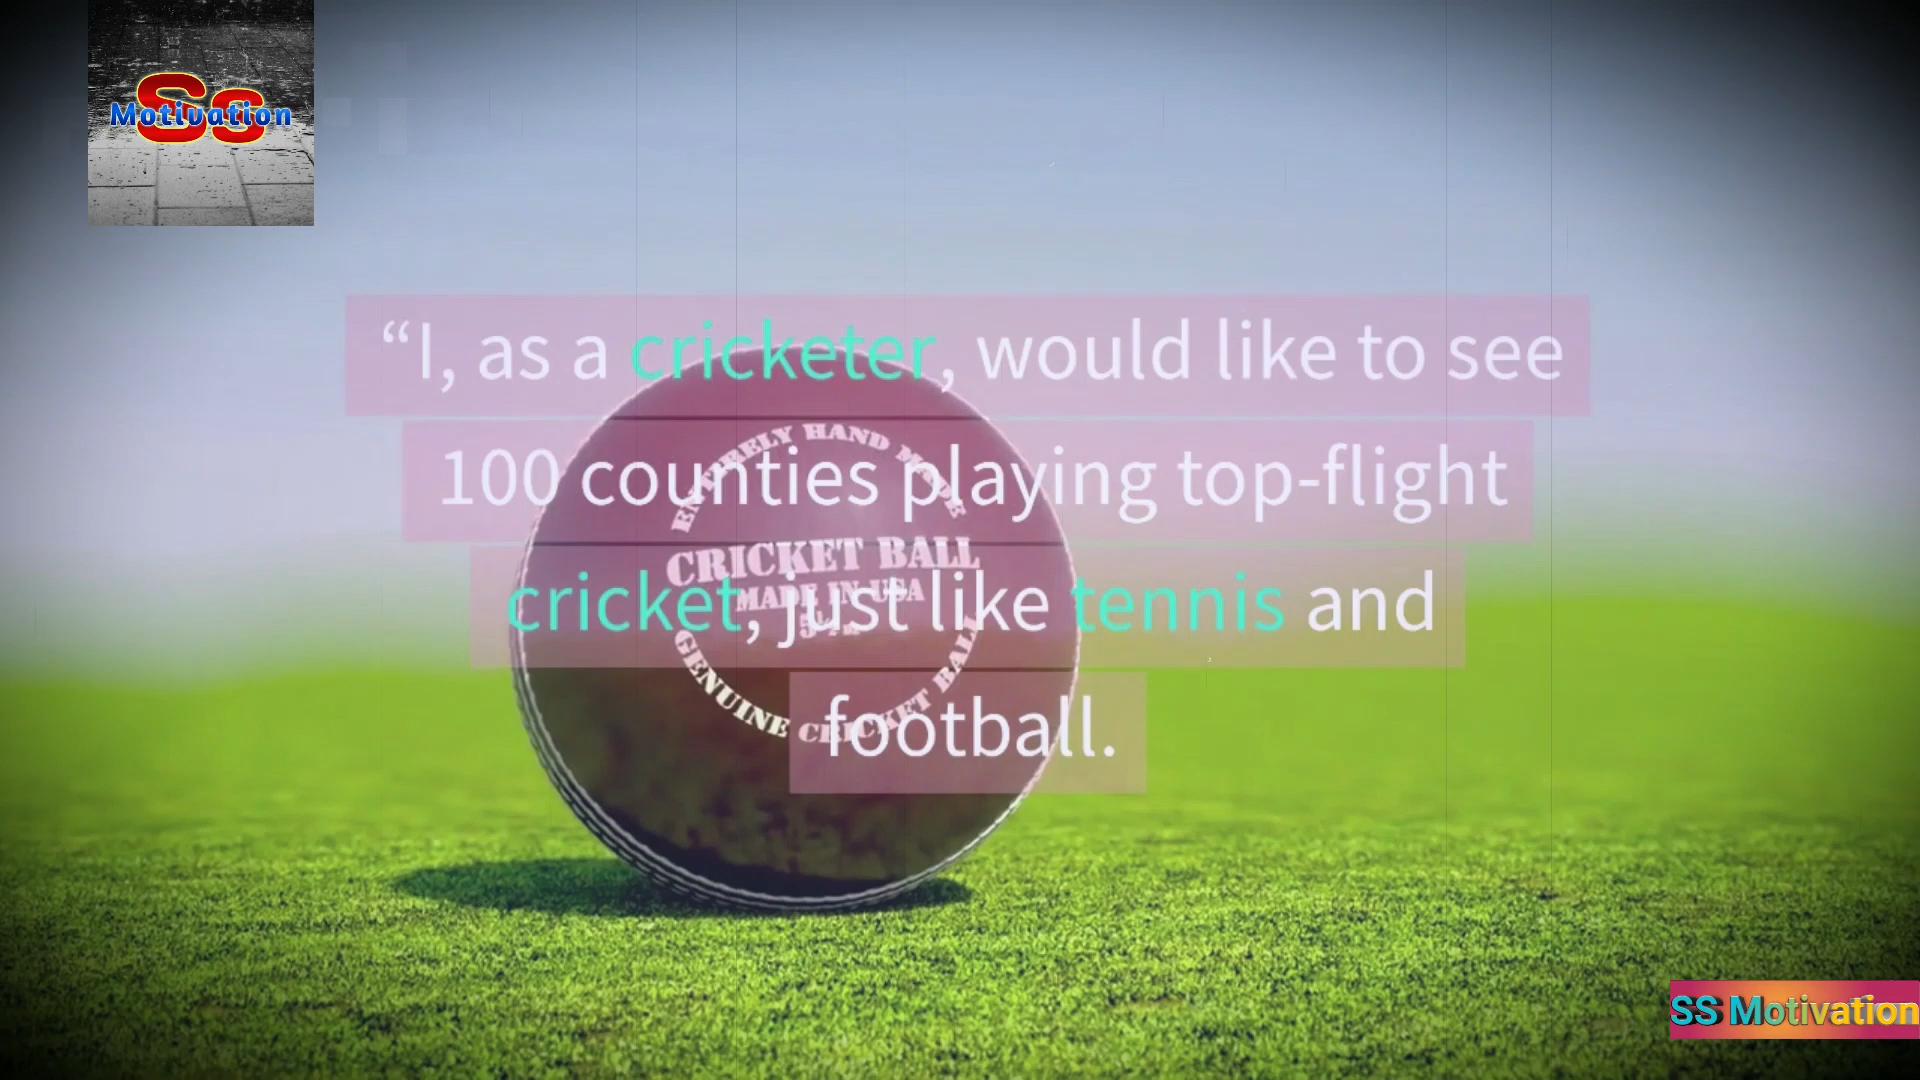 Ss
Motivation
“I, as a cricketer, would like to see
100 counties playing top-flight
cricket, just like tennis and
football.
ENTIRELY HAND MADE
CRICKET BALL
MADE IN USA
GENUINE CRICKET BALL
SS Motivation